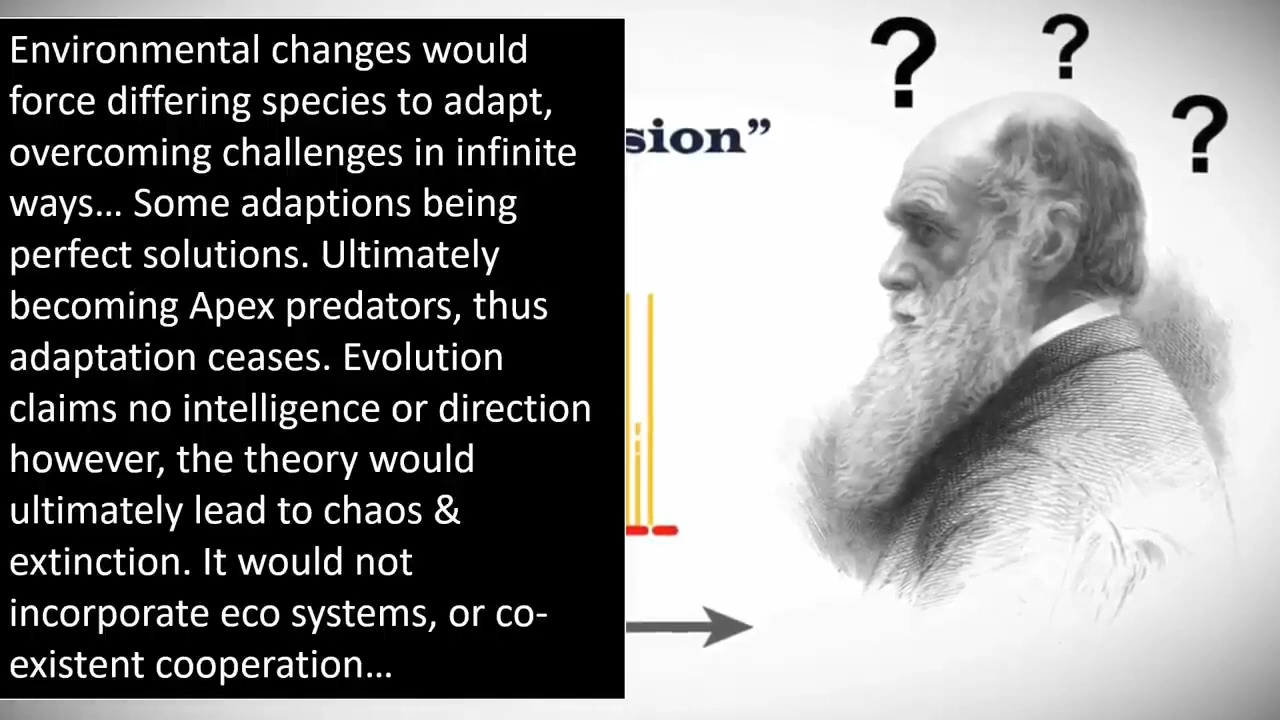 Environmental changes would
force differing species to adapt,
overcoming challenges in infinite
ways... Some adaptions being
perfect solutions. Ultimately
becoming Apex predators, thus
adaptation ceases. Evolution
claims no intelligence or direction
however, the theory would
ultimately lead to chaos &
extinction. It would not
incorporate eco systems, or co-
existent cooperation...
sion”
? ? ?